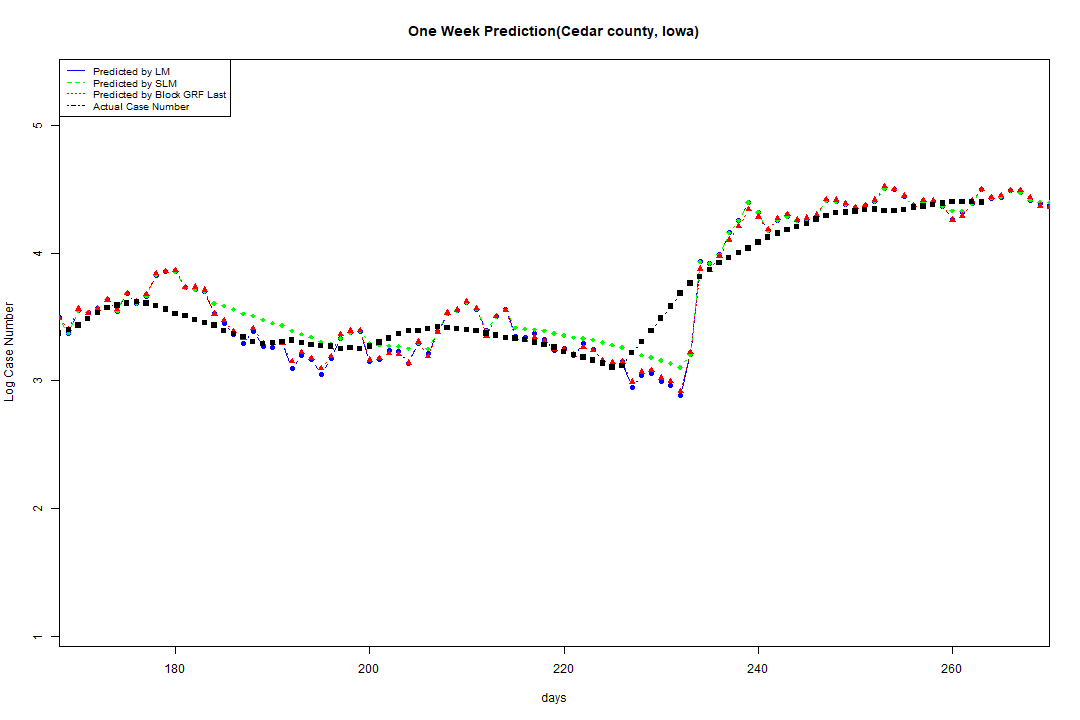 One Week Prediction(Cedar county, Iowa)
Predicted by LM
Predicted by SLM
Predicted by Block GRF Last
Actual Case Number
5
4
3
2
1
Log Case Number
180 200 220 240 260
days